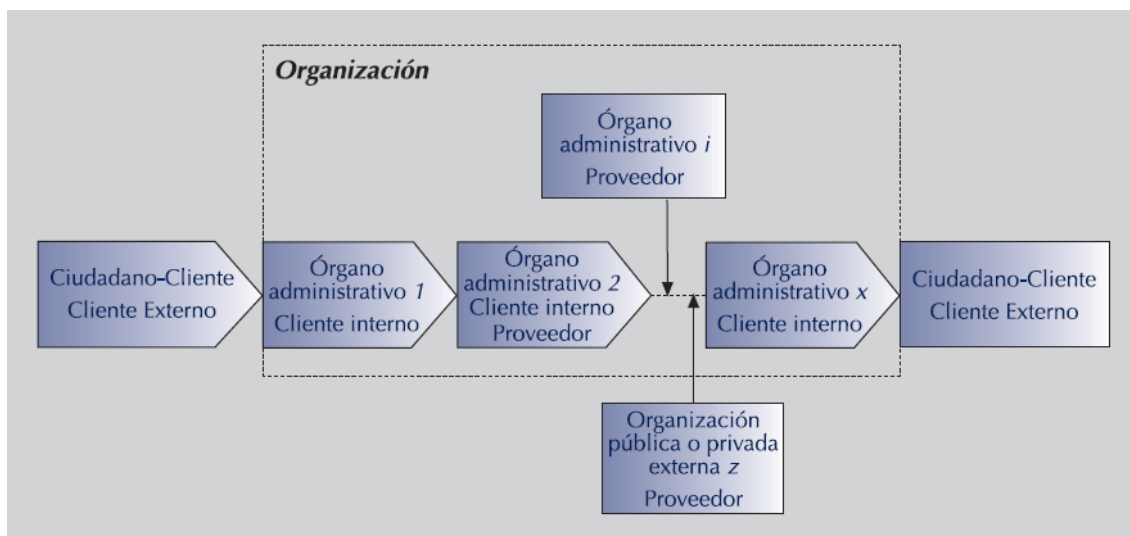 Organización
Órgano
administrativo i
Proveedor
Ciudadano-Cliente
Cliente Externo
Órgano
administrativo 1
Cliente interno
Órgano
administrativo 2
Cliente interno
Proveedor
Órgano
administrativo x
Cliente interno
Ciudadano-Cliente
Cliente Externo
Organización
pública o privada
externa z
Proveedor